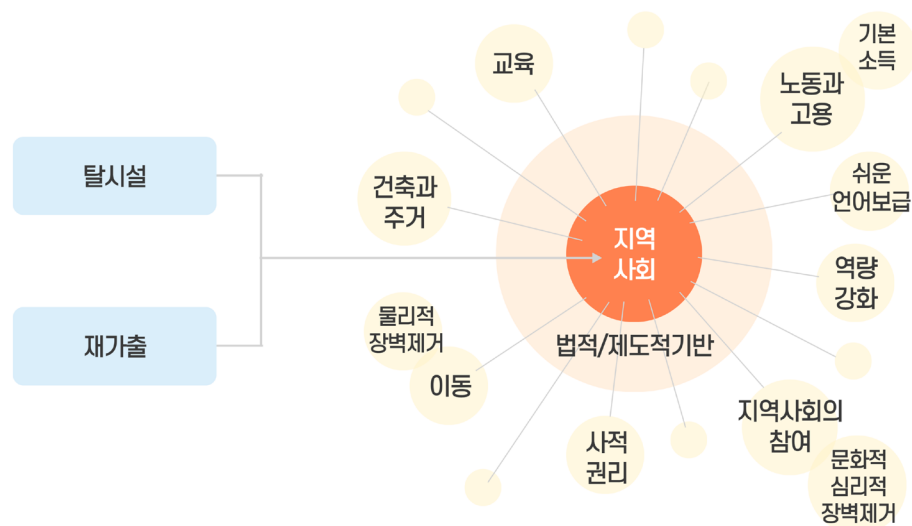 기본
소득
교육
노동과
고용
탈시설
건축과
주거
쉬운
언어보급
지역
사회
역량
강화
물리적
장벽제거
재가출
법적/제도적기반
이동
지역사회의
참여
사적
권리
문화적
심리적
장벽제거